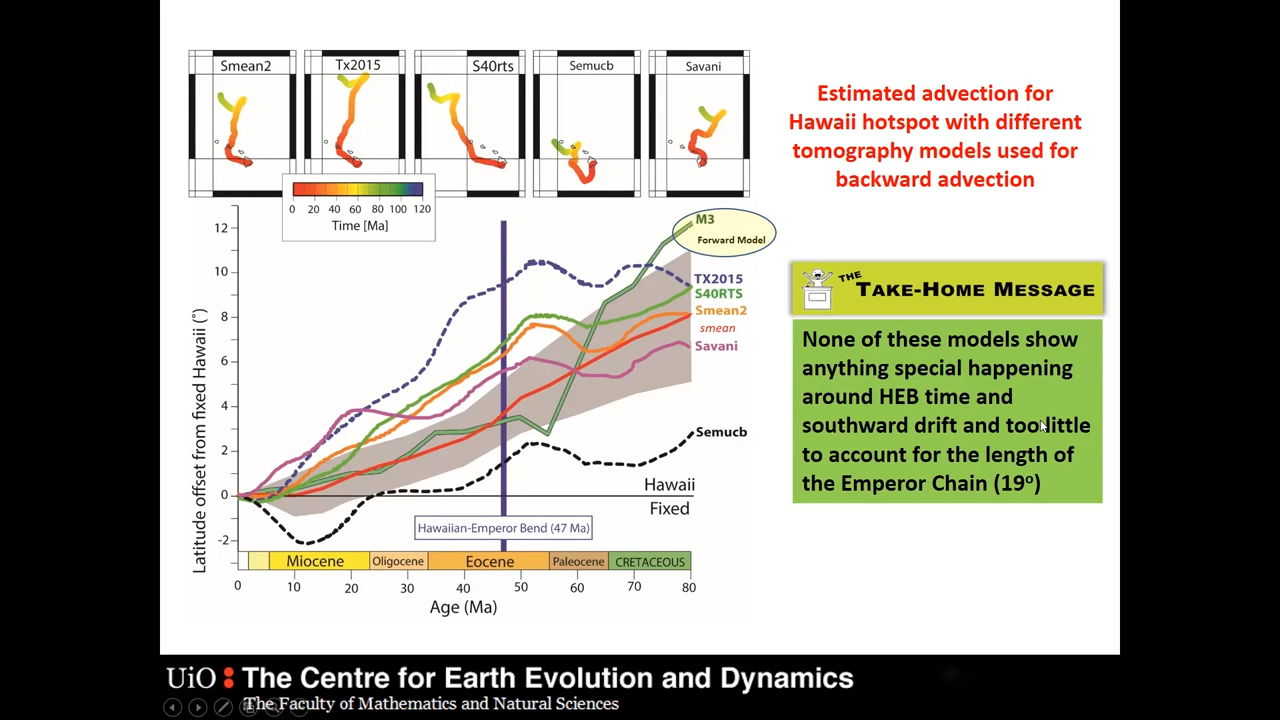 Smean2
Tx2015
S40rts
Semucb
Savani
0 20 40 60 80 100 120
Time [Ma]
Estimated advection for
Hawaii hotspot with different
tomography models used for
backward advection
M3
Forward Model
TX2015
S40RTS
Smean2
smean
Savani
Semucb
Hawaii
Fixed
Hawaiian-Emperor Bend (47 Ma)
Latitude offset from fixed Hawaii (°)
12
10
8
6
4
2
0
-2
Miocene Oligocene Eocene Paleocene CRETACEOUS
0 10 20 30 40 50 60 70 80
Age (Ma)
THE TAKE-HOME MESSAGE
None of these models show
anything special happening
around HEB time and
southward drift and too little
to account for the length of
the Emperor Chain (19º)
UiO The Centre for Earth Evolution and Dynamics
The Faculty of Mathematics and Natural Sciences